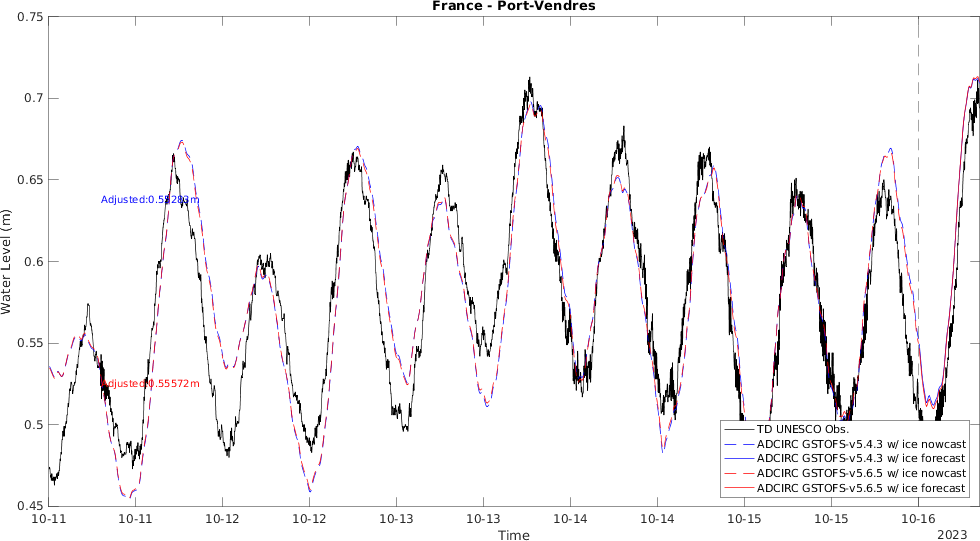 France - Port-Vendres
0.75
0.7
0.65
0.6
0.55
0.5
0.45
Water Level (m)
Adjusted:0.55572m
TD UNESCO Obs.
ADCIRC GSTOFS-v5.4.3 w/ ice nowcast
ADCIRC GSTOFS-v5.4.3 w/ ice forecast
ADCIRC GSTOFS-v5.6.5 w/ ice nowcast
ADCIRC GSTOFS-v5.6.5 w/ ice forecast
10-11 10-11 10-12 10-12 10-13 10-13 10-14 10-14 10-15 10-15 10-16
Time
2023